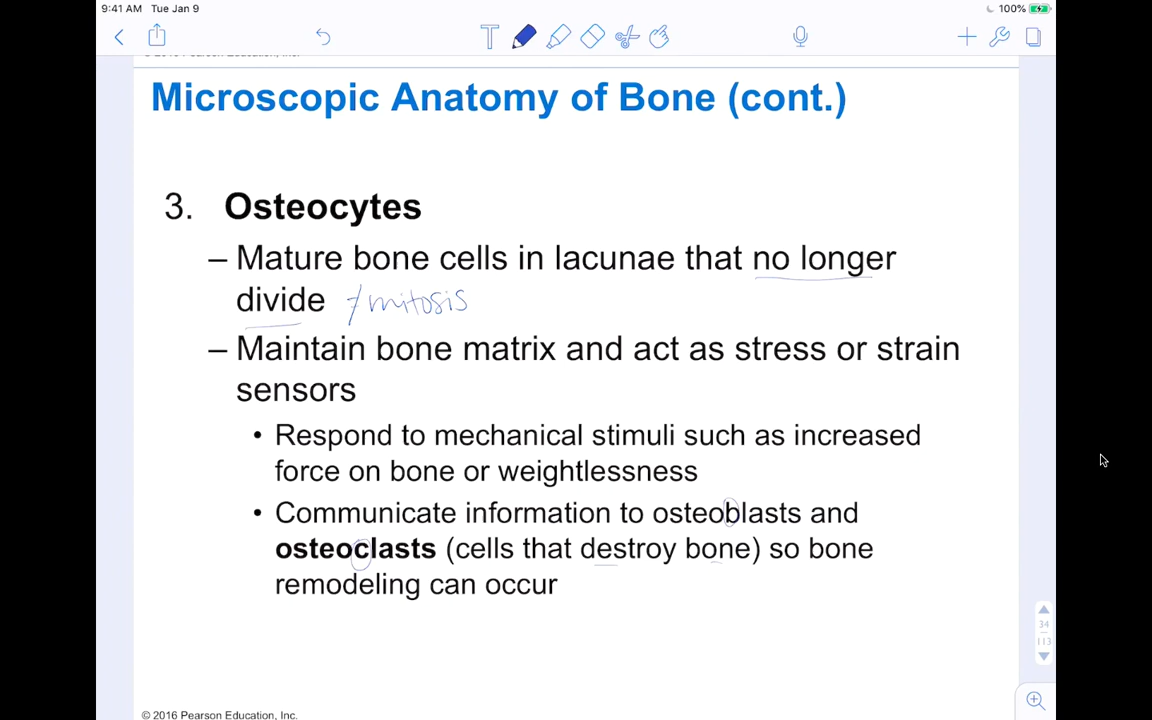 9:41 AM Tue Jan 9
100%
Microscopic Anatomy of Bone (cont.)
3. Osteocytes
– Mature bone cells in lacunae that no longer
divide ≠ mitosis
– Maintain bone matrix and act as stress or strain
sensors
• Respond to mechanical stimuli such as increased
force on bone or weightlessness
• Communicate information to osteoblasts and
osteoclasts (cells that destroy bone) so bone
remodeling can occur
34
113
© 2016 Pearson Education, Inc.